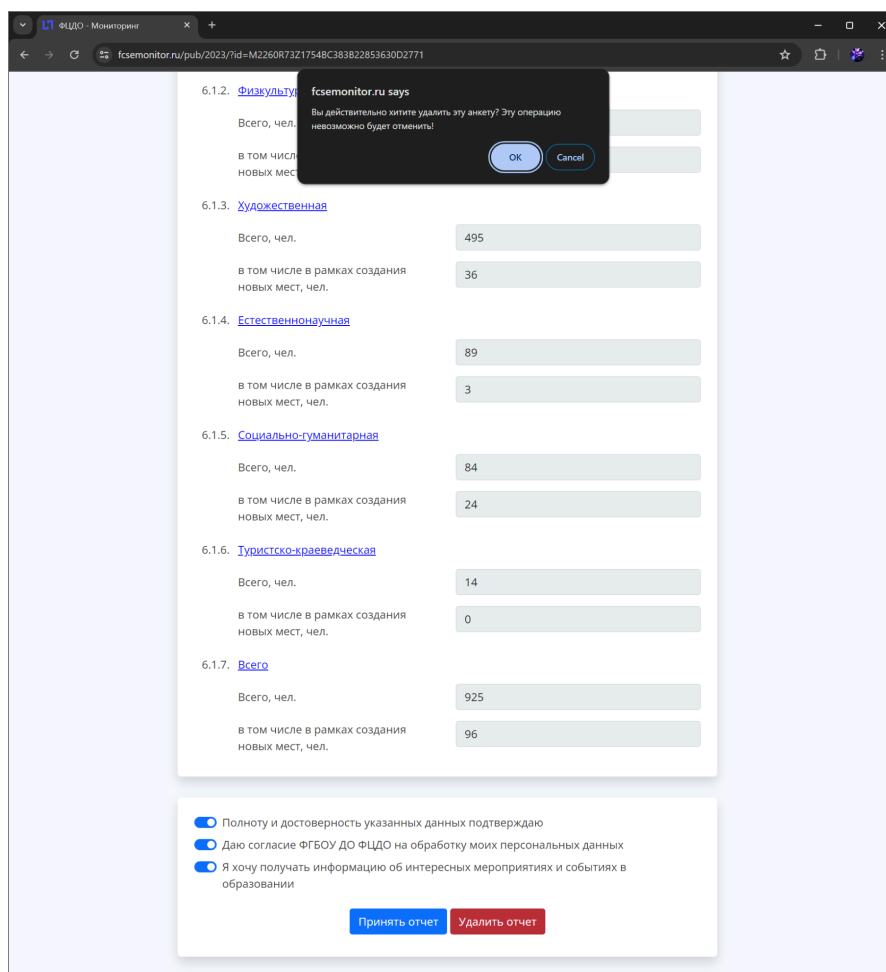 ФЦДО - Мониторинг
fcsemonitor.ru/pub/2023/?id=M2260R73Z17548C383B22853630D2771
fcsemonitor.ru says
Вы действительно хитите удалить эту анкету? Эту операцию
невозможно будет отменить!
OK Cancel
6.1.2. Физкультур
Всего, чел.
в том числ
новых мес
6.1.3. Художественная
Всего, чел. 495
в том числе в рамках создания
новых мест, чел. 36
6.1.4. Естественнонаучная
Всего, чел. 89
в том числе в рамках создания
новых мест, чел. 3
6.1.5. Социально-гуманитарная
Всего, чел. 84
в том числе в рамках создания
новых мест, чел. 24
6.1.6. Туристско-краеведческая
Всего, чел. 14
в том числе в рамках создания
новых мест, чел. 0
6.1.7. Всего
Всего, чел. 925
в том числе в рамках создания
новых мест, чел. 96
Полноту и достоверность указанных данных подтверждаю
Даю согласие ФГБОУ ДО ФЦДО на обработку моих персональных данных
Я хочу получать информацию об интересных мероприятиях и событиях в
образовании
Принять отчет Удалить отчет